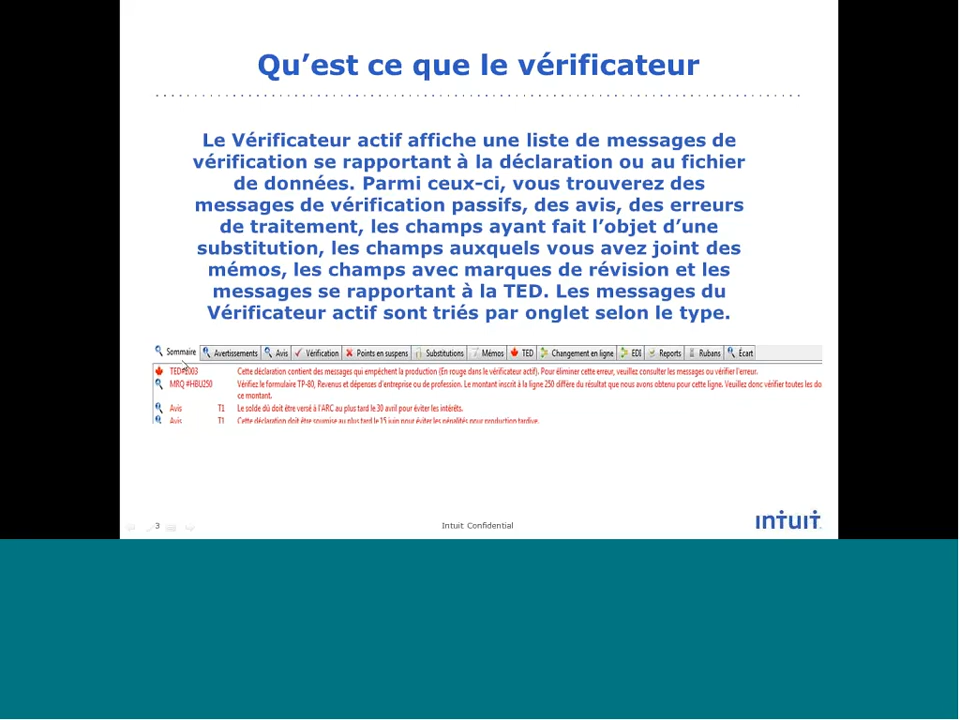 Qu’est ce que le vérificateur
Le Vérificateur actif affiche une liste de messages de
vérification se rapportant à la déclaration ou au fichier
de données. Parmi ceux-ci, vous trouverez des
messages de vérification passifs, des avis, des erreurs
de traitement, les champs ayant fait l’objet d’une
substitution, les champs auxquels vous avez joint des
mémos, les champs avec marques de révision et les
messages se rapportant à la TED. Les messages du
Vérificateur actif sont triés par onglet selon le type.
Sommaire Avertissements Avis Vérification Points en suspens Substitutions Mémos TED Changement en ligne EDI Reports Rubans Écart
Cette déclaration contient des messages qui empêchent la production (En rouge dans le vérificateur actif). Pour éliminer cette erreur, veuillez consulter les messages ou vérifier l'erreur.
MRQ #HBU250 Vérifiez le formulaire TP-80, Revenus et dépenses d'entreprise ou de profession. Le montant inscrit à la ligne 250 diffère du résultat que nous avons obtenu pour cette ligne. Veuillez donc vérifier toutes les do
ce montant.
Avis T1 Le solde dû doit être versé à l'ARC au plus tard le 30 avril pour éviter les intérêts.
Avis T1 Cette déclaration doit être soumise au plus tard le 15 juin pour éviter les pénalités pour production tardive.
3 Intuit Confidential
intuit